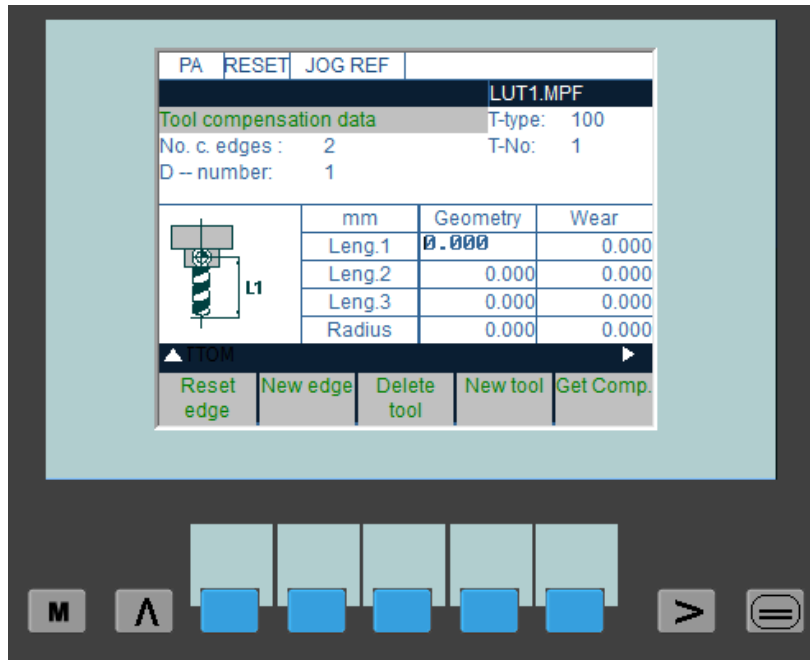 PA RESET JOG REF
LUT1.MPF
Tool compensation data T-type: 100
No. c. edges : 2 T-No: 1
D -- number: 1
mm Geometry Wear
Leng.1 0.000 0.000
Leng.2 0.000 0.000
Leng.3 0.000 0.000
Radius 0.000 0.000
L1
TTOM
Reset edge New edge Delete tool New tool Get Comp.
M Λ >